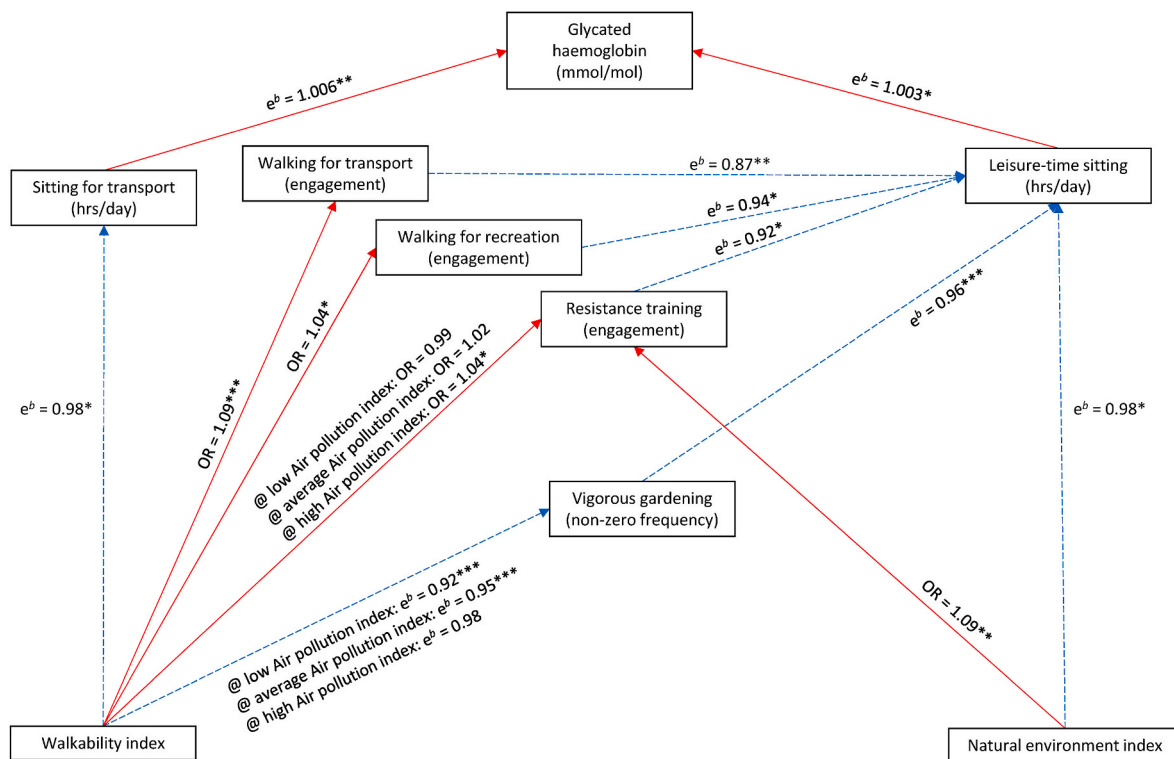 Glycated
haemoglobin
(mmol/mol)
e^b = 1.006**
e^b = 1.003*
Sitting for transport
(hrs/day)
Walking for transport
(engagement)
e^b = 0.87**
Leisure-time sitting
(hrs/day)
Walking for recreation
(engagement)
e^b = 0.94*
e^b = 0.92*
Resistance training
(engagement)
e^b = 0.96***
e^b = 0.98*
OR = 1.09***
OR = 1.04*
@ low Air pollution index: OR = 0.99
@ average Air pollution index: OR = 1.02
@ high Air pollution index: OR = 1.04*
e^b = 0.98*
Vigorous gardening
(non-zero frequency)
OR = 1.09**
@ low Air pollution index: e^b = 0.92***
@ average Air pollution index: e^b = 0.95***
@ high Air pollution index: e^b = 0.98
Walkability index
Natural environment index